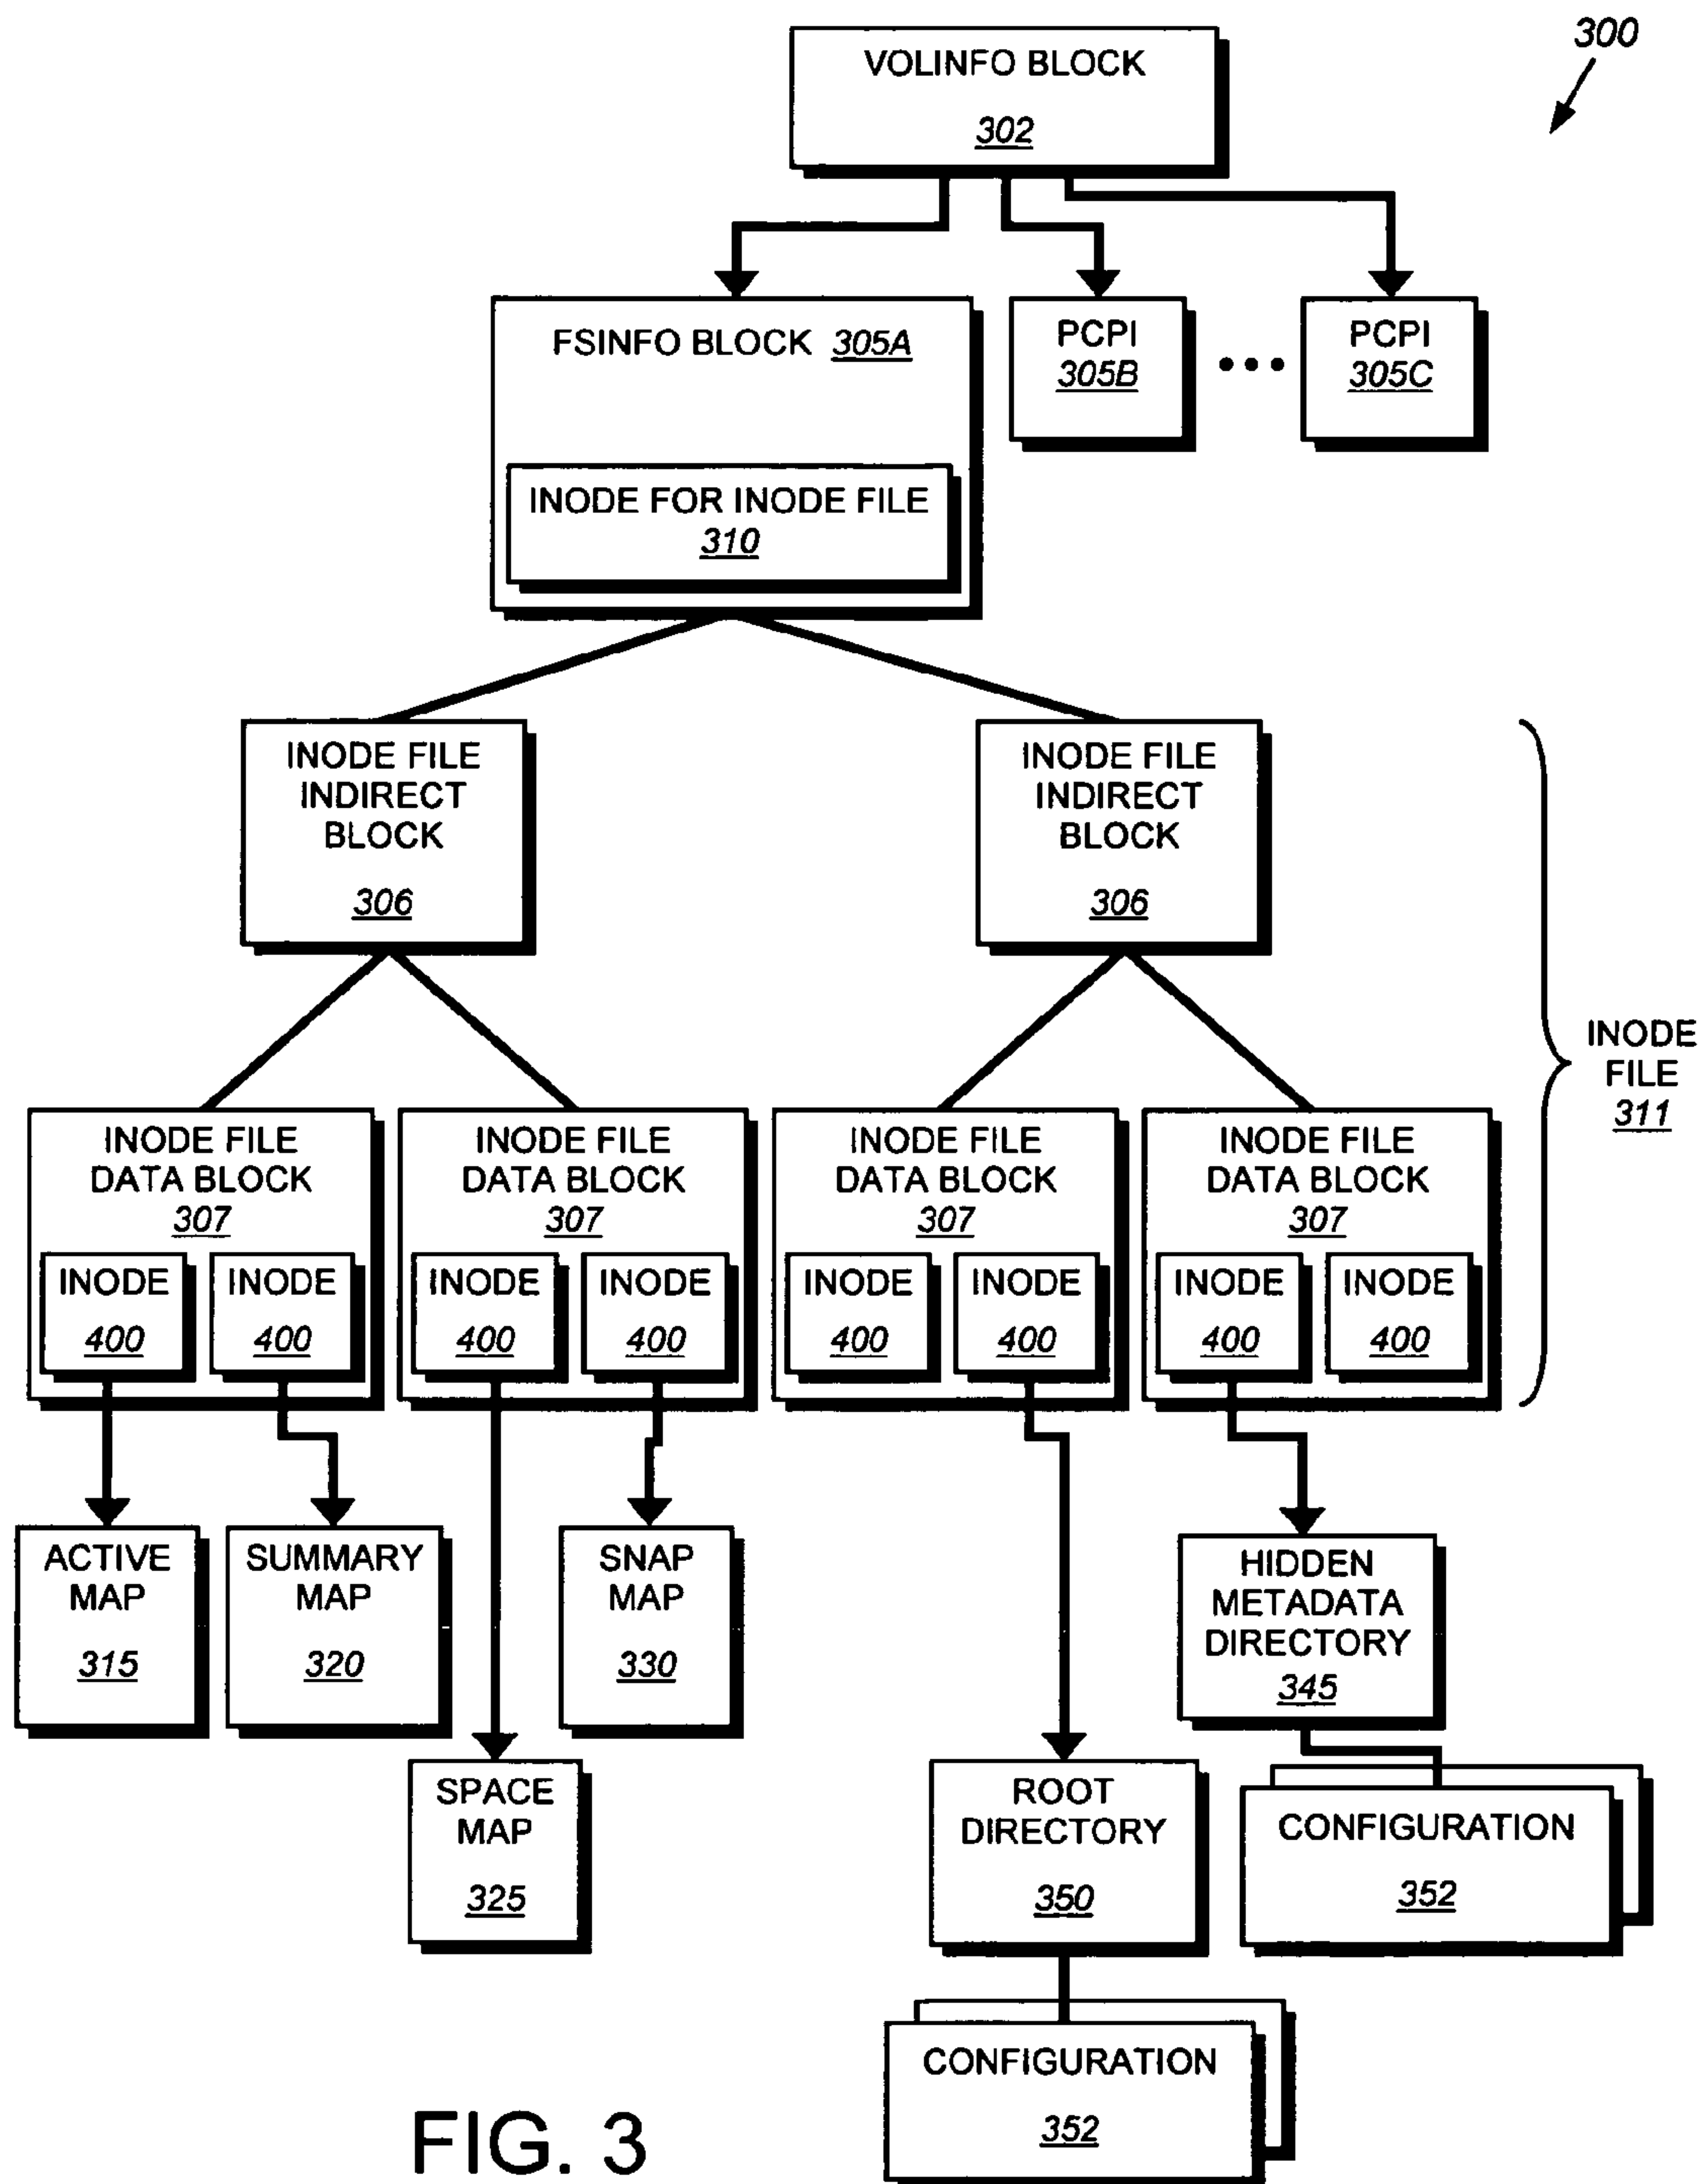 300
VOLINFO BLOCK
302
FSINFO BLOCK 305A
INODE FOR INODE FILE
310
PCPI
305B
PCPI
305C
INODE FILE
INDIRECT
BLOCK
306
INODE FILE
INDIRECT
BLOCK
306
INODE
FILE
311
INODE FILE
DATA BLOCK
307
INODE
400
INODE
400
INODE FILE
DATA BLOCK
307
INODE
400
INODE
400
INODE FILE
DATA BLOCK
307
INODE
400
INODE
400
INODE FILE
DATA BLOCK
307
INODE
400
INODE
400
ACTIVE
MAP
315
SUMMARY
MAP
320
SNAP
MAP
330
HIDDEN
METADATA
DIRECTORY
345
SPACE
MAP
325
ROOT
DIRECTORY
350
CONFIGURATION
352
CONFIGURATION
352
FIG. 3